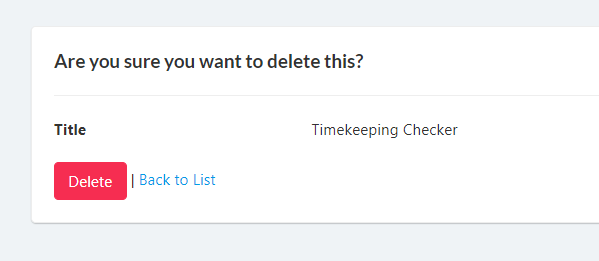 Are you sure you want to delete this?
Title Timekeeping Checker
Delete | Back to List